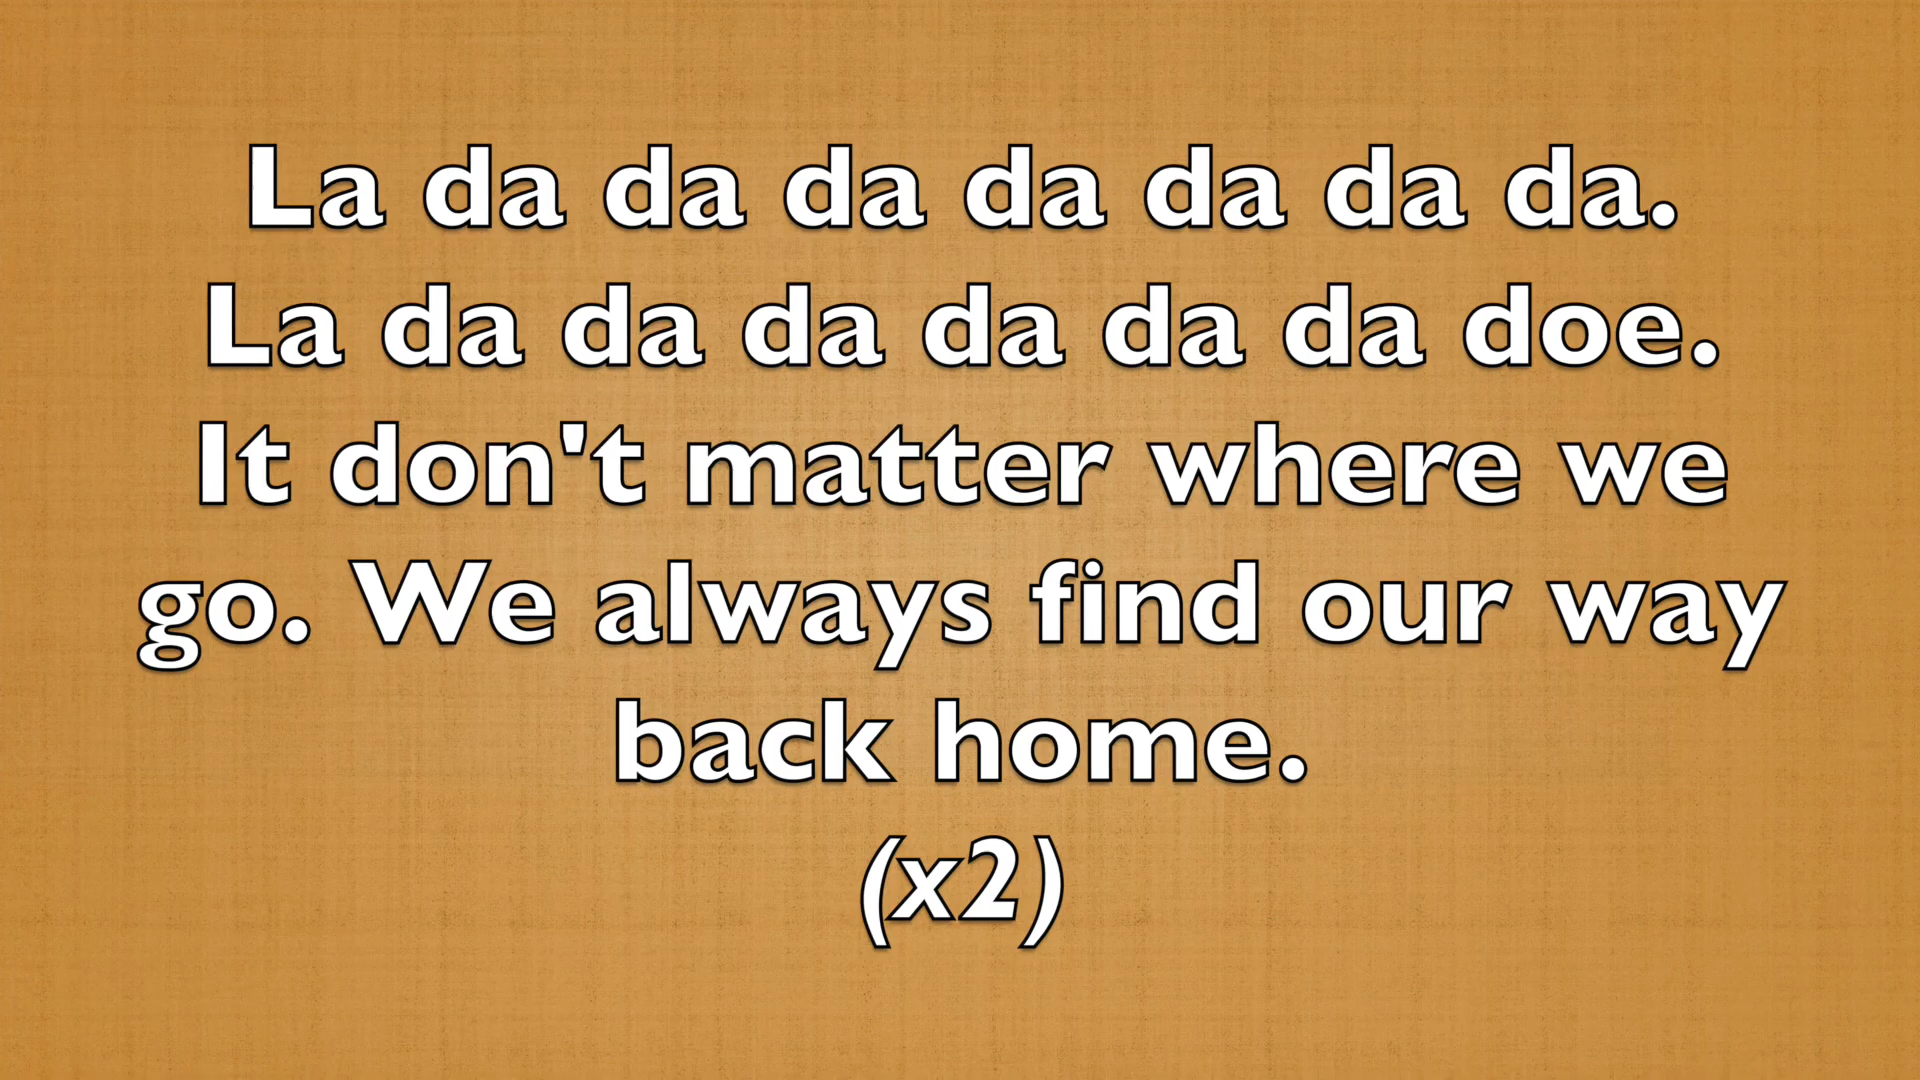 La da da da da da da da.
La da da da da da da doe.
It don't matter where we
go. We always find our way
back home.
(x2)